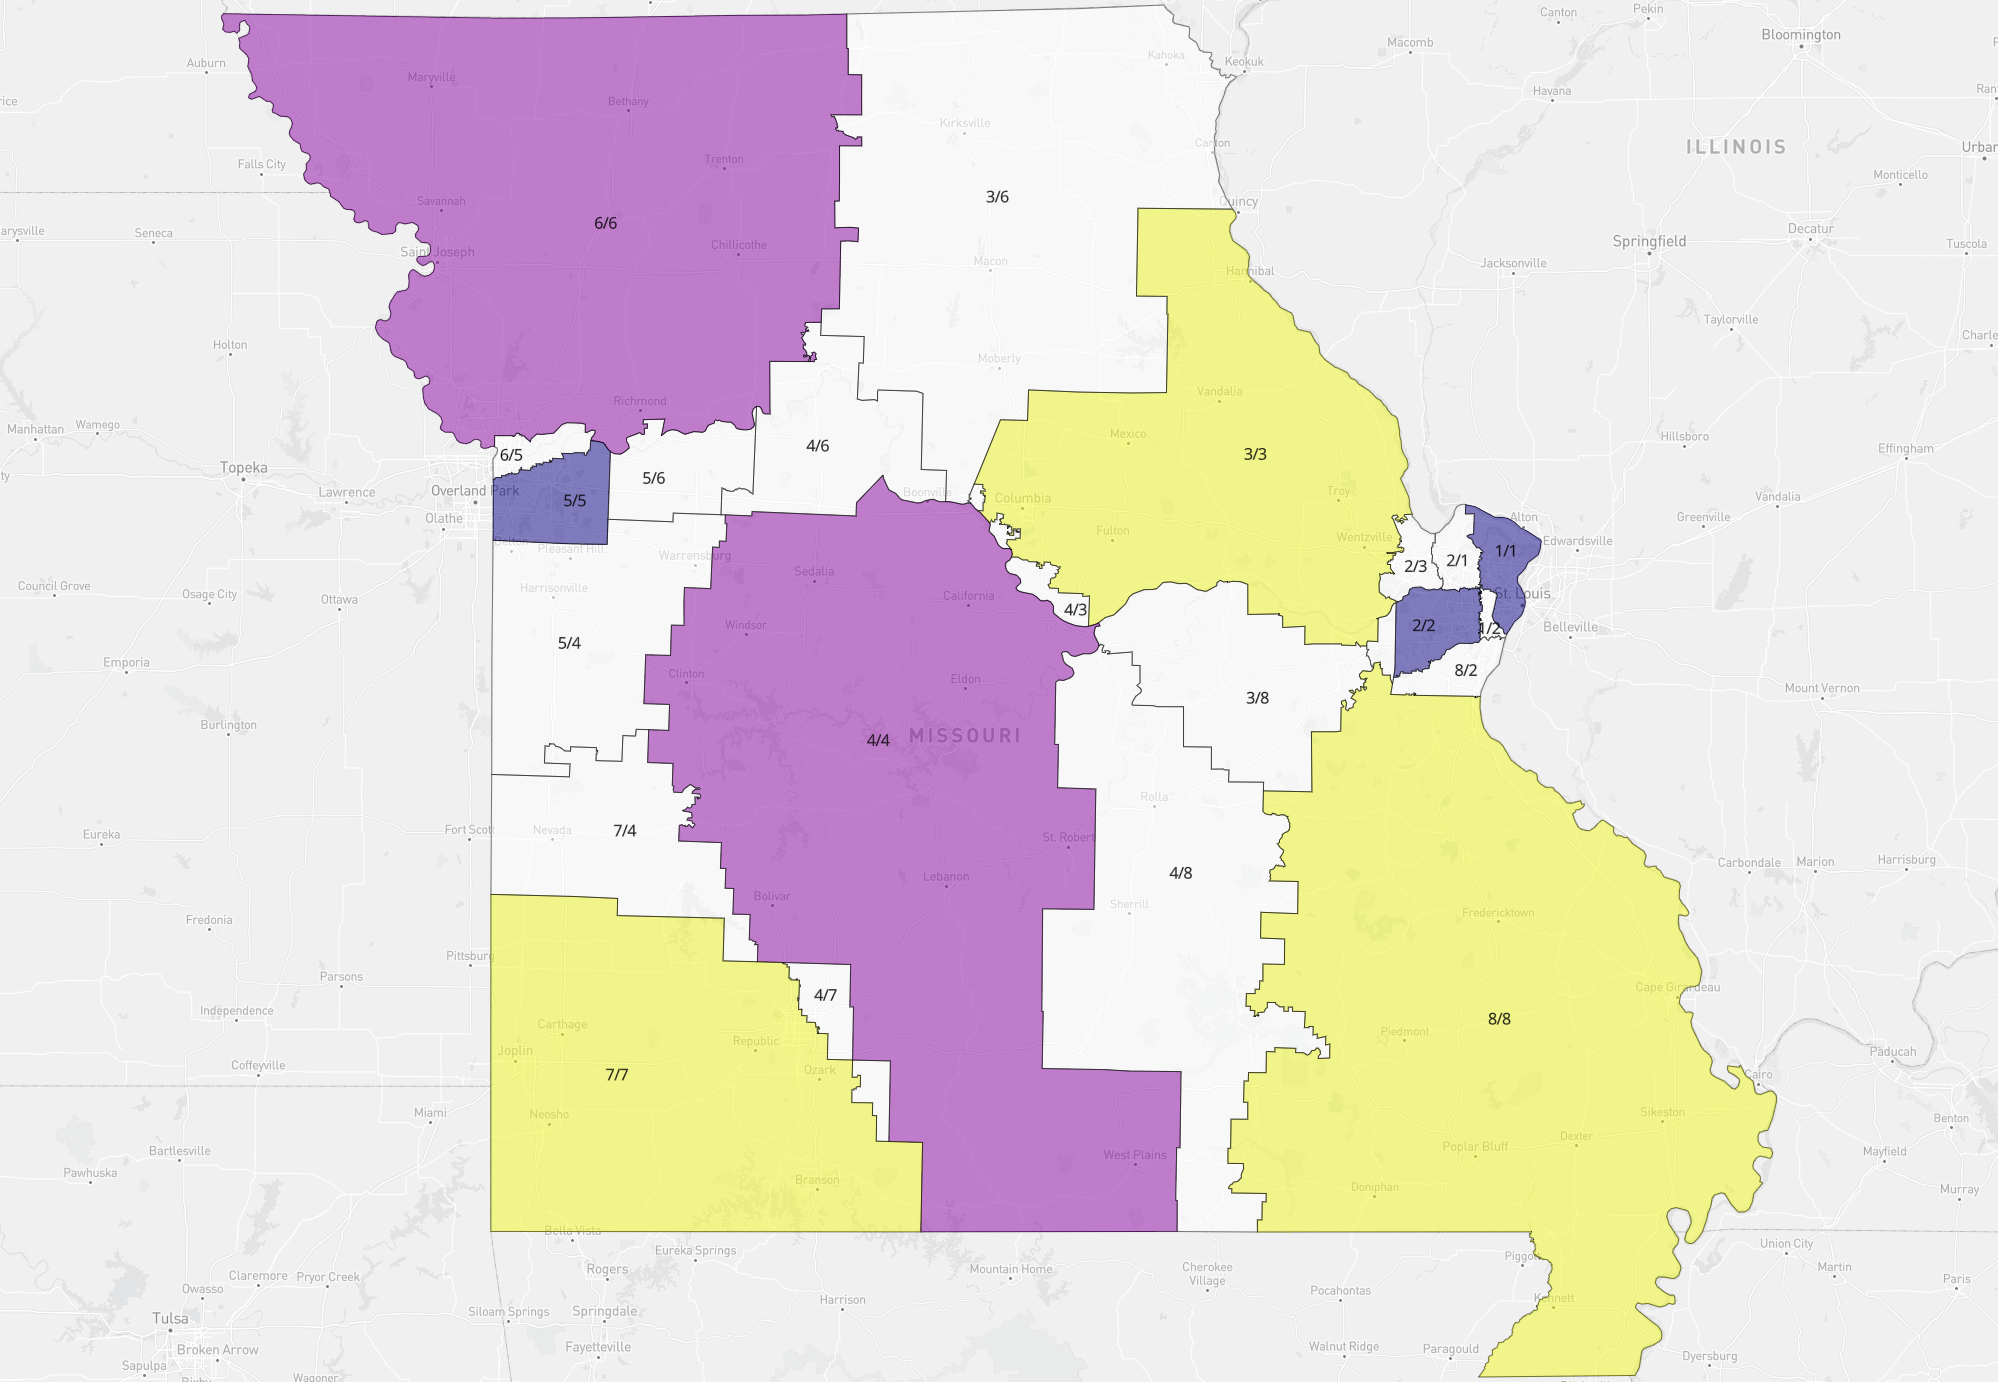 Canton
Pekin
Bloomington
Macomb
Kahoka
Keokuk
Auburn
Maryville
Havana
Bethany
Kirksville
Canton
ILLINOIS
Falls City
Trenton
Monticello
3/6
Savannah
Quincy
6/6
Seneca
Springfield
Decatur
Tuscola
Saint Joseph
Chillicothe
Macon
Hannibal
Jacksonville
Taylorville
Holton
Moberly
Vandalia
Richmond
Manhattan
Wamego
Mexico
Hillsboro
6/5
4/6
3/3
Effingham
Topeka
5/6
Overland Park
Lawrence
5/5
Boonville
Columbia
Troy
Vandalia
Olathe
Alton
Greenville
Fulton
Wentzville
Edwardsville
Belton
Pleasant Hill
Warrensburg
1/1
2/3
2/1
Sedalia
Council Grove
Osage City
Ottawa
Harrisonville
California
4/3
St. Louis
Windsor
2/2
1/2
Belleville
5/4
Emporia
Clinton
Eldon
8/2
Mount Vernon
3/8
Burlington
4/4
MISSOURI
Rolla
Eureka
Fort Scott
Nevada
7/4
St. Robert
Carbondale
Marion
Harrisburg
4/8
Lebanon
Bolivar
Sherrill
Fredonia
Fredericktown
Pittsburg
Parsons
4/7
Cape Girardeau
Independence
Carthage
8/8
Joplin
Republic
Piedmont
Coffeyville
7/7
Ozark
Paducah
Cairo
Miami
Neosho
Sikeston
Benton
Bartlesville
Poplar Bluff
Dexter
Mayfield
Pawhuska
West Plains
Branson
Doniphan
Murray
Bella Vista
Eureka Springs
Union City
Rogers
Mountain Home
Cherokee
Village
Martin
Claremore
Pryor Creek
Owasso
Pocahontas
Paris
Siloam Springs
Springdale
Harrison
Kennett
Tulsa
Fayetteville
Walnut Ridge
Paragould
Broken Arrow
Dyersburg
Sapulpa
Wagoner